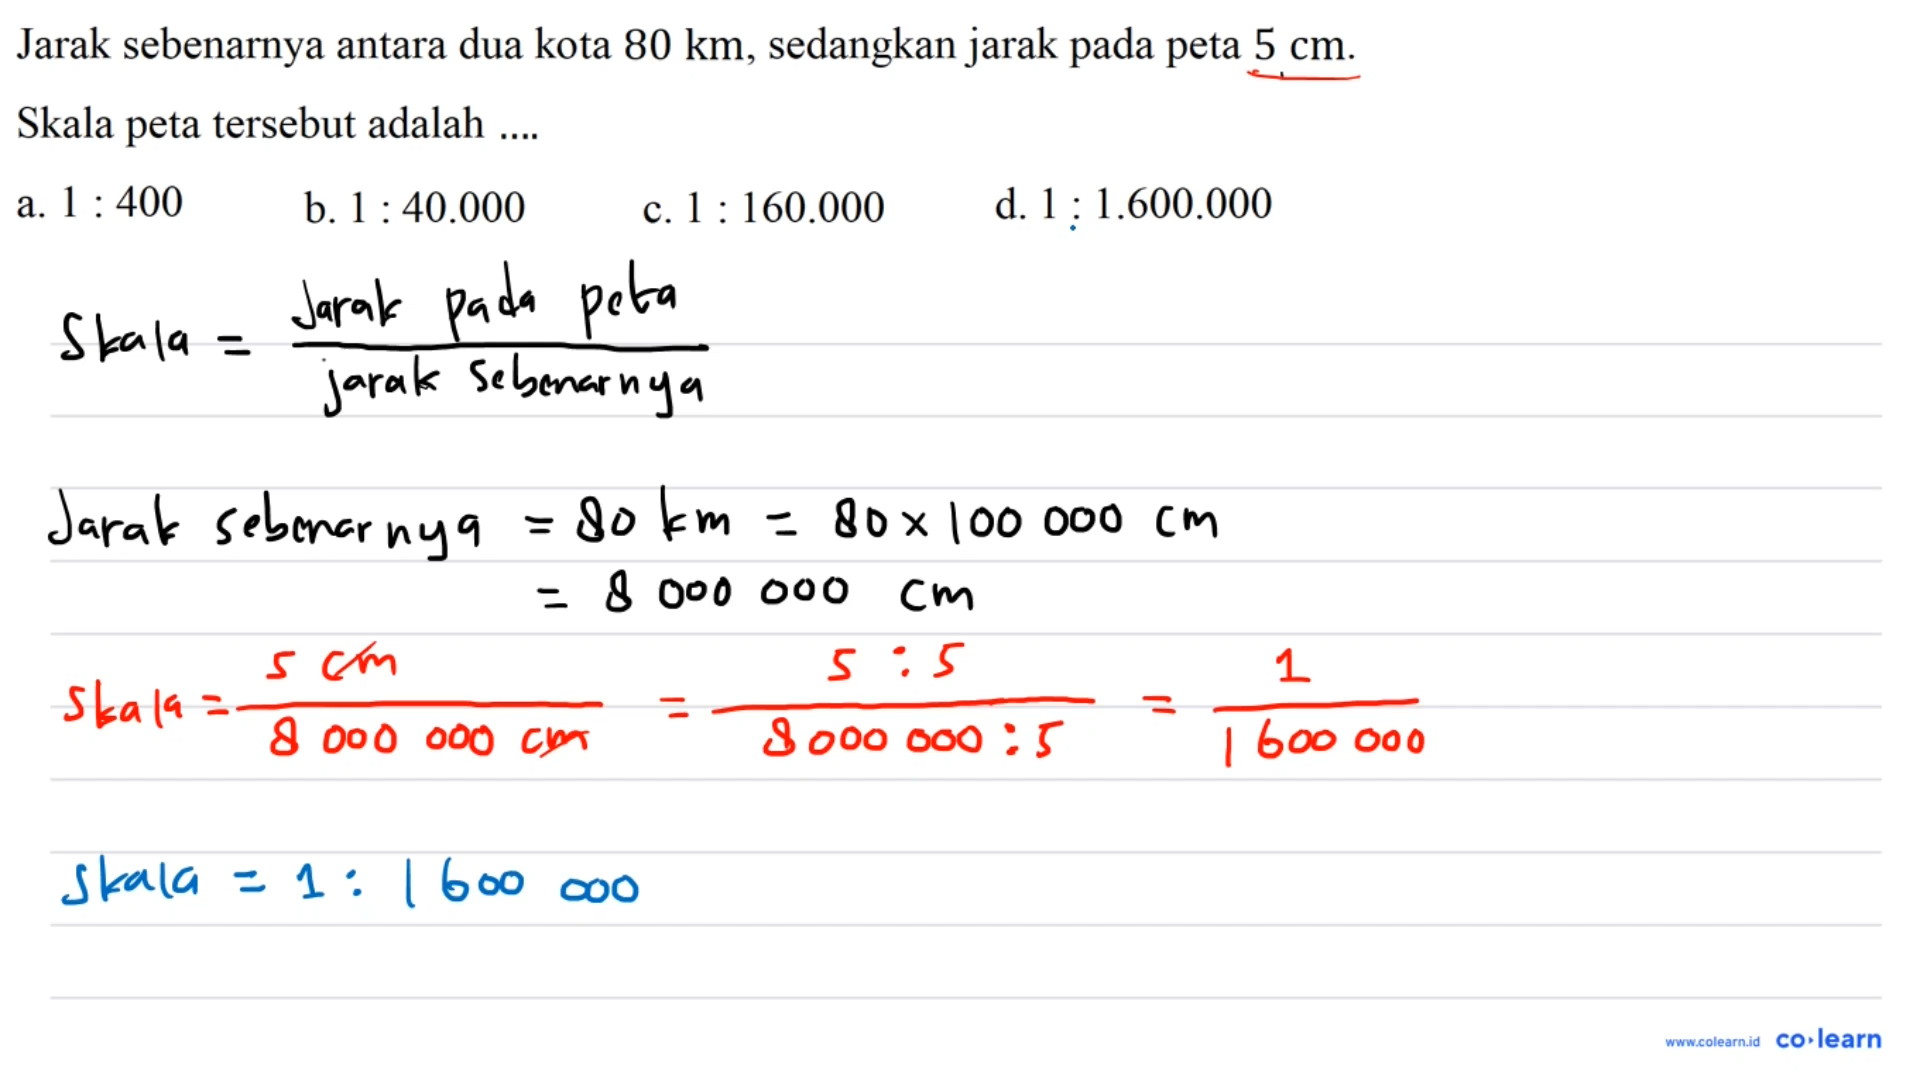 Jarak sebenarnya antara dua kota 80 km, sedangkan jarak pada peta 5 cm.
Skala peta tersebut adalah ....
a. 1 : 400 b. 1 : 40.000 c. 1 : 160.000 d. 1 : 1.600.000
Skala = Jarak pada peta / jarak sebenarnya
Jarak sebenarnya = 80 km = 80 x 100 000 cm
= 8 000 000 cm
Skala = 5 cm / 8 000 000 cm = 5 : 5 / 8000 000 : 5 = 1 / 1 600 000
Skala = 1 : 1 600 000
www.colearn.id co learn